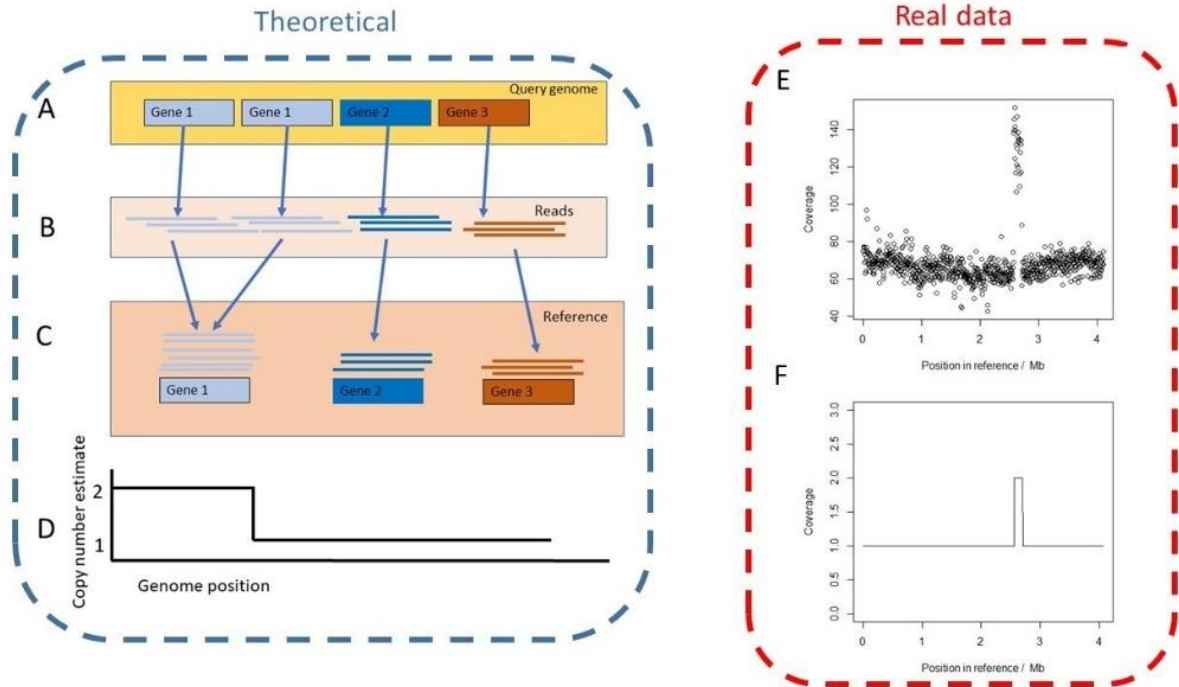 Theoretical
A
Query genome
Gene 1
Gene 1
Gene 2
Gene 3
B
Reads
C
Reference
Gene 1
Gene 2
Gene 3
D
Copy number estimate
2
1
Genome position
Real data
E
Coverage
140
120
100
80
60
40
0 1 2 3 4
Position in reference / Mb
F
Coverage
3.0
2.5
2.0
1.5
1.0
0.5
0.0
0 1 2 3 4
Position in reference / Mb